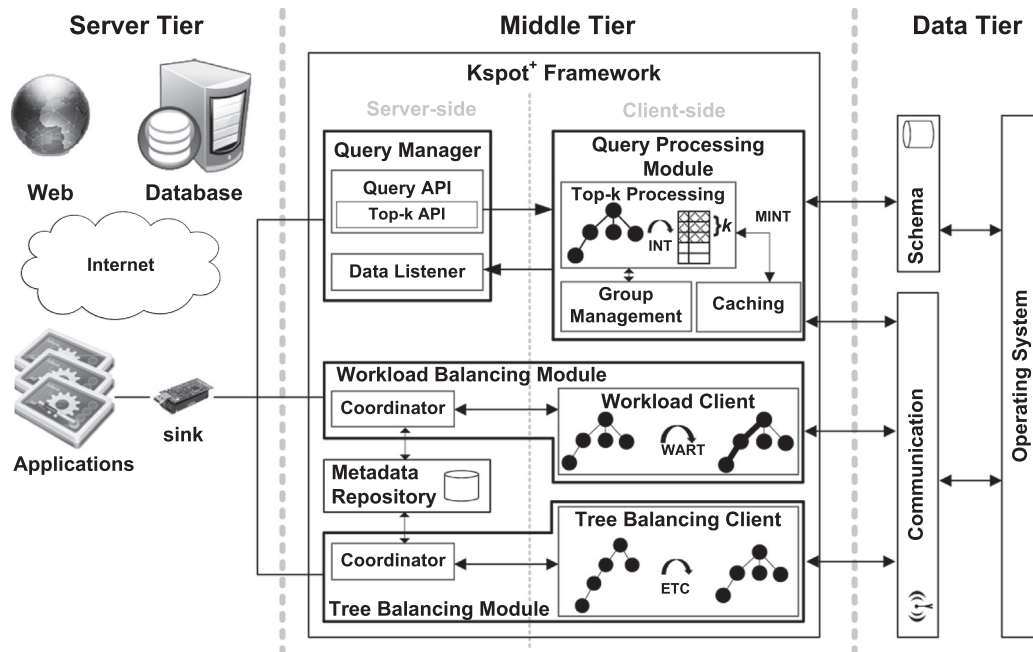 Server Tier
Middle Tier
Data Tier
Kspot+ Framework
Server-side
Client-side
Web
Database
Internet
Applications
sink
Query Manager
Query API
Top-k API
Data Listener
Query Processing
Module
Top-k Processing
INT
}k
MINT
Group
Management
Caching
Workload Balancing Module
Coordinator
Workload Client
WART
Metadata
Repository
Coordinator
Tree Balancing Client
ETC
Tree Balancing Module
Schema
Communication
Operating System